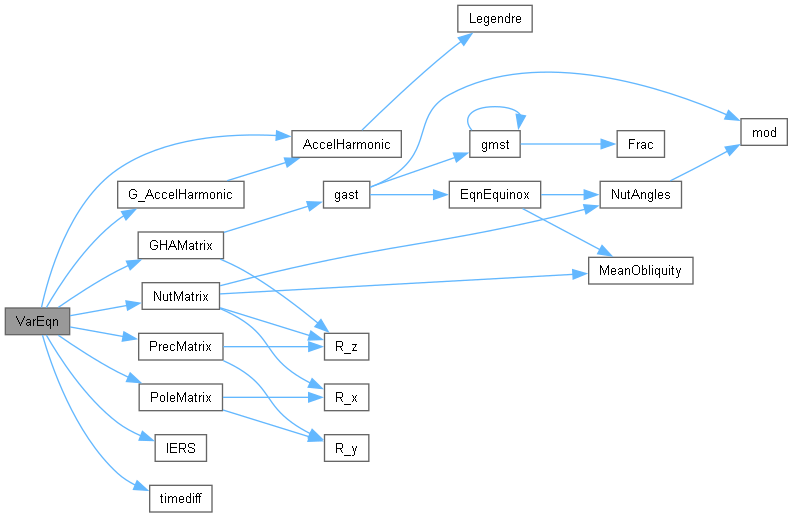 Legendre
AccelHarmonic
gmst
Frac
mod
G_AccelHarmonic
gast
EqnEquinox
NutAngles
GHAMatrix
MeanObliquity
NutMatrix
VarEqn
PrecMatrix
R_z
PoleMatrix
R_x
IERS
R_y
timediff